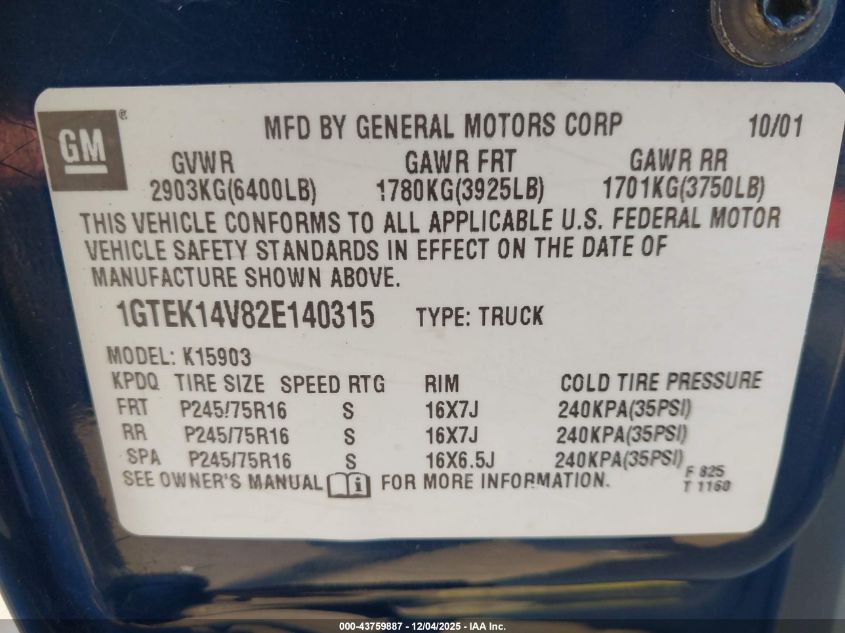 GM ® MFD BY GENERAL MOTORS CORP 10/01
GVWR GAWR FRT GAWR RR
2903KG(6400LB) 1780KG(3925LB) 1701KG(3750LB)
THIS VEHICLE CONFORMS TO ALL APPLICABLE U.S. FEDERAL MOTOR
VEHICLE SAFETY STANDARDS IN EFFECT ON THE DATE OF
MANUFACTURE SHOWN ABOVE.
1GTEK14V82E140315 TYPE: TRUCK
MODEL: K15903
KPDQ TIRE SIZE SPEED RTG RIM COLD TIRE PRESSURE
FRT P245/75R16 S 16X7J 240KPA(35PSI)
RR P245/75R16 S 16X7J 240KPA(35PSI)
SPA P245/75R16 S 16X6.5J 240KPA(35PSI)
SEE OWNER'S MANUAL i FOR MORE INFORMATION.
F 825
T 1160
000-43759887 - 12/04/2025 - IAA Inc.